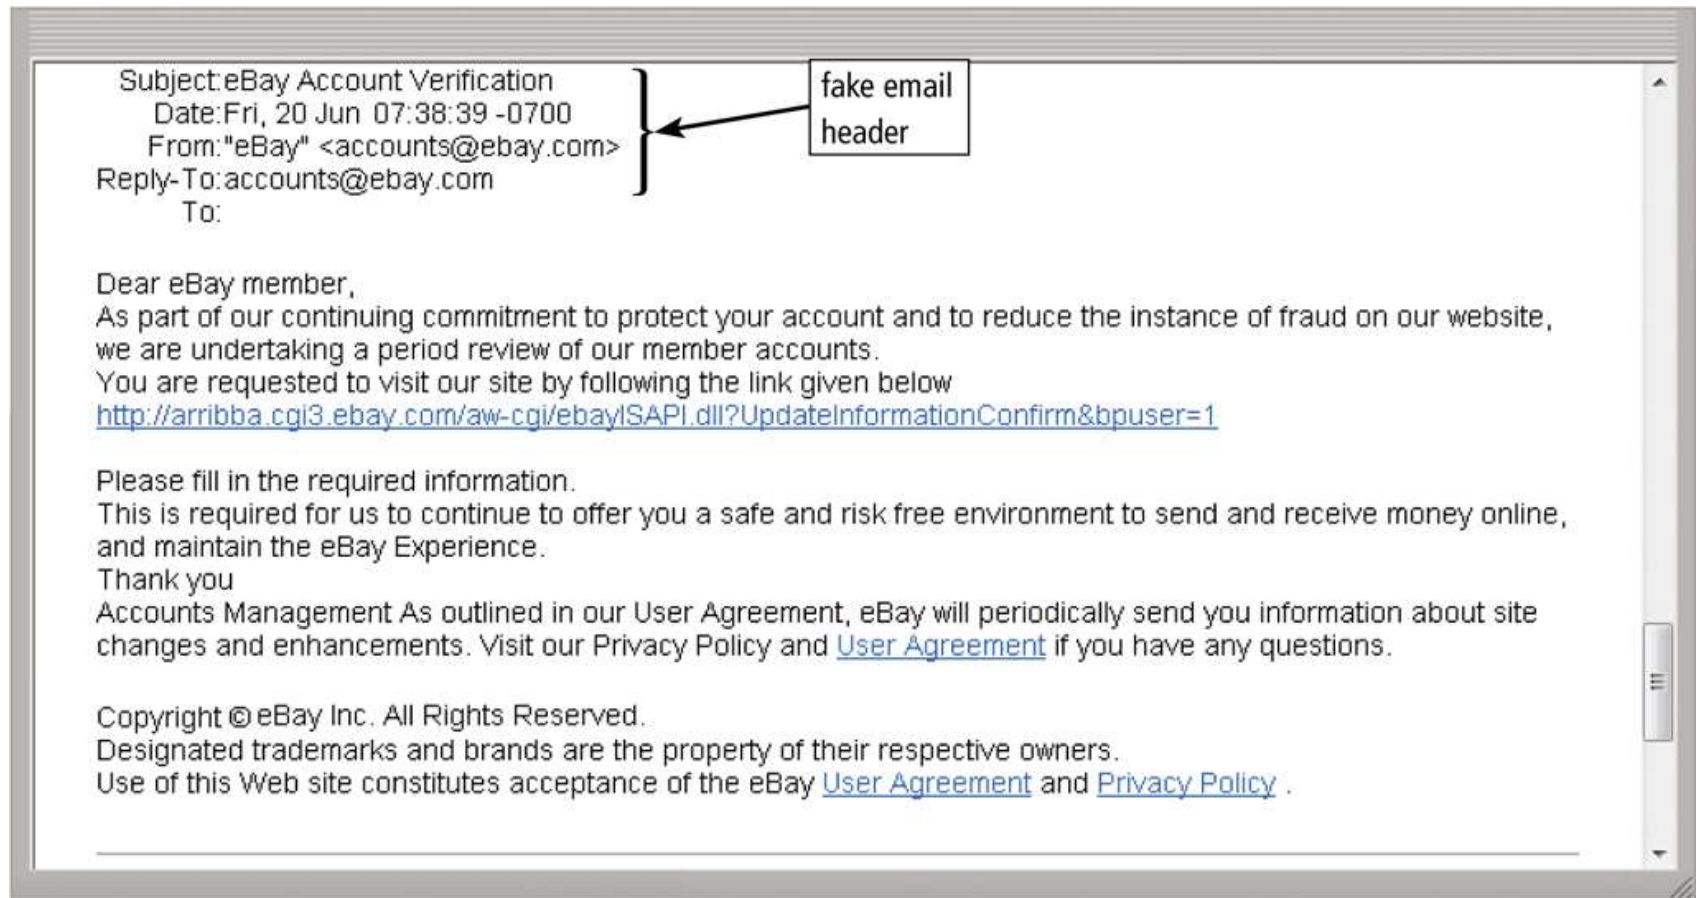 Subject:eBay Account Verification
Date:Fri, 20 Jun 07:38:39 -0700
From:"eBay" <accounts@ebay.com>
Reply-To:accounts@ebay.com
To:
fake email
header
Dear eBay member,
As part of our continuing commitment to protect your account and to reduce the instance of fraud on our website,
we are undertaking a period review of our member accounts.
You are requested to visit our site by following the link given below
http://arribba.cgi3.ebay.com/aw-cgi/ebayISAPI.dll?UpdateInformationConfirm&bpuser=1
Please fill in the required information.
This is required for us to continue to offer you a safe and risk free environment to send and receive money online,
and maintain the eBay Experience.
Thank you
Accounts Management As outlined in our User Agreement, eBay will periodically send you information about site
changes and enhancements. Visit our Privacy Policy and User Agreement if you have any questions.
Copyright © eBay Inc. All Rights Reserved.
Designated trademarks and brands are the property of their respective owners.
Use of this Web site constitutes acceptance of the eBay User Agreement and Privacy Policy .